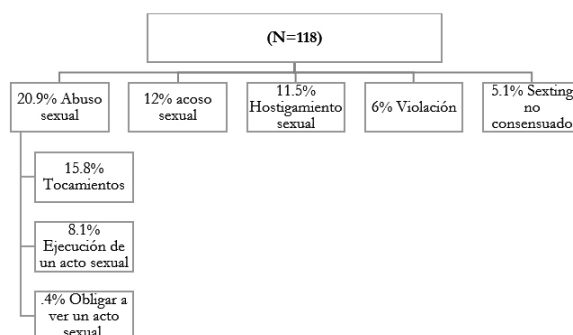 (N=118)
20.9% Abuso
sexual
12% acoso
sexual
11.5%
Hostigamiento
sexual
6% Violación
5.1% Sexting
no
consensuado
15.8%
Tocamientos
8.1%
Ejecución de
un acto sexual
.4% Obligar a
ver un acto
sexual